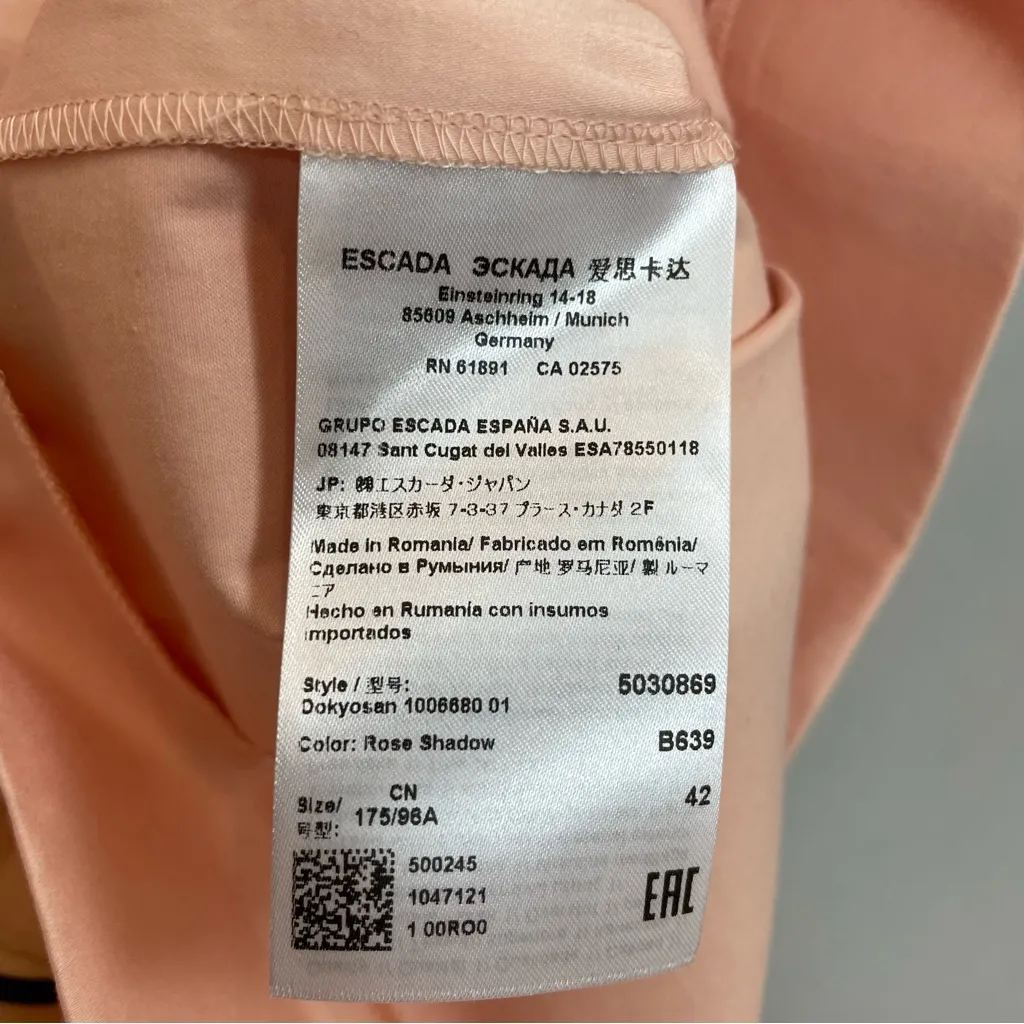 ESCADA ЭСКАДА 爱思卡达
Einsteinring 14-18
85609 Aschheim / Munich
Germany
RN 61891 CA 02575
GRUPO ESCADA ESPAÑA S.A.U.
08147 Sant Cugat del Valles ESA78550118
JP: ㈱エスカーダ・ジャパン
東京都港区赤坂 7-3-37 プラース・カナダ 2F
Made in Romania/ Fabricado em Romênia/
Сделано в Румыния/ 产地 罗马尼亚/ 製 ルーマ
ニア
Hecho en Rumanía con insumos
importados
Style / 型号: 5030869
Dokyosan 1006680 01
Color: Rose Shadow B639
Size/ CN 42
号型: 175/96A
500245
1047121
1 00RO0
EAC